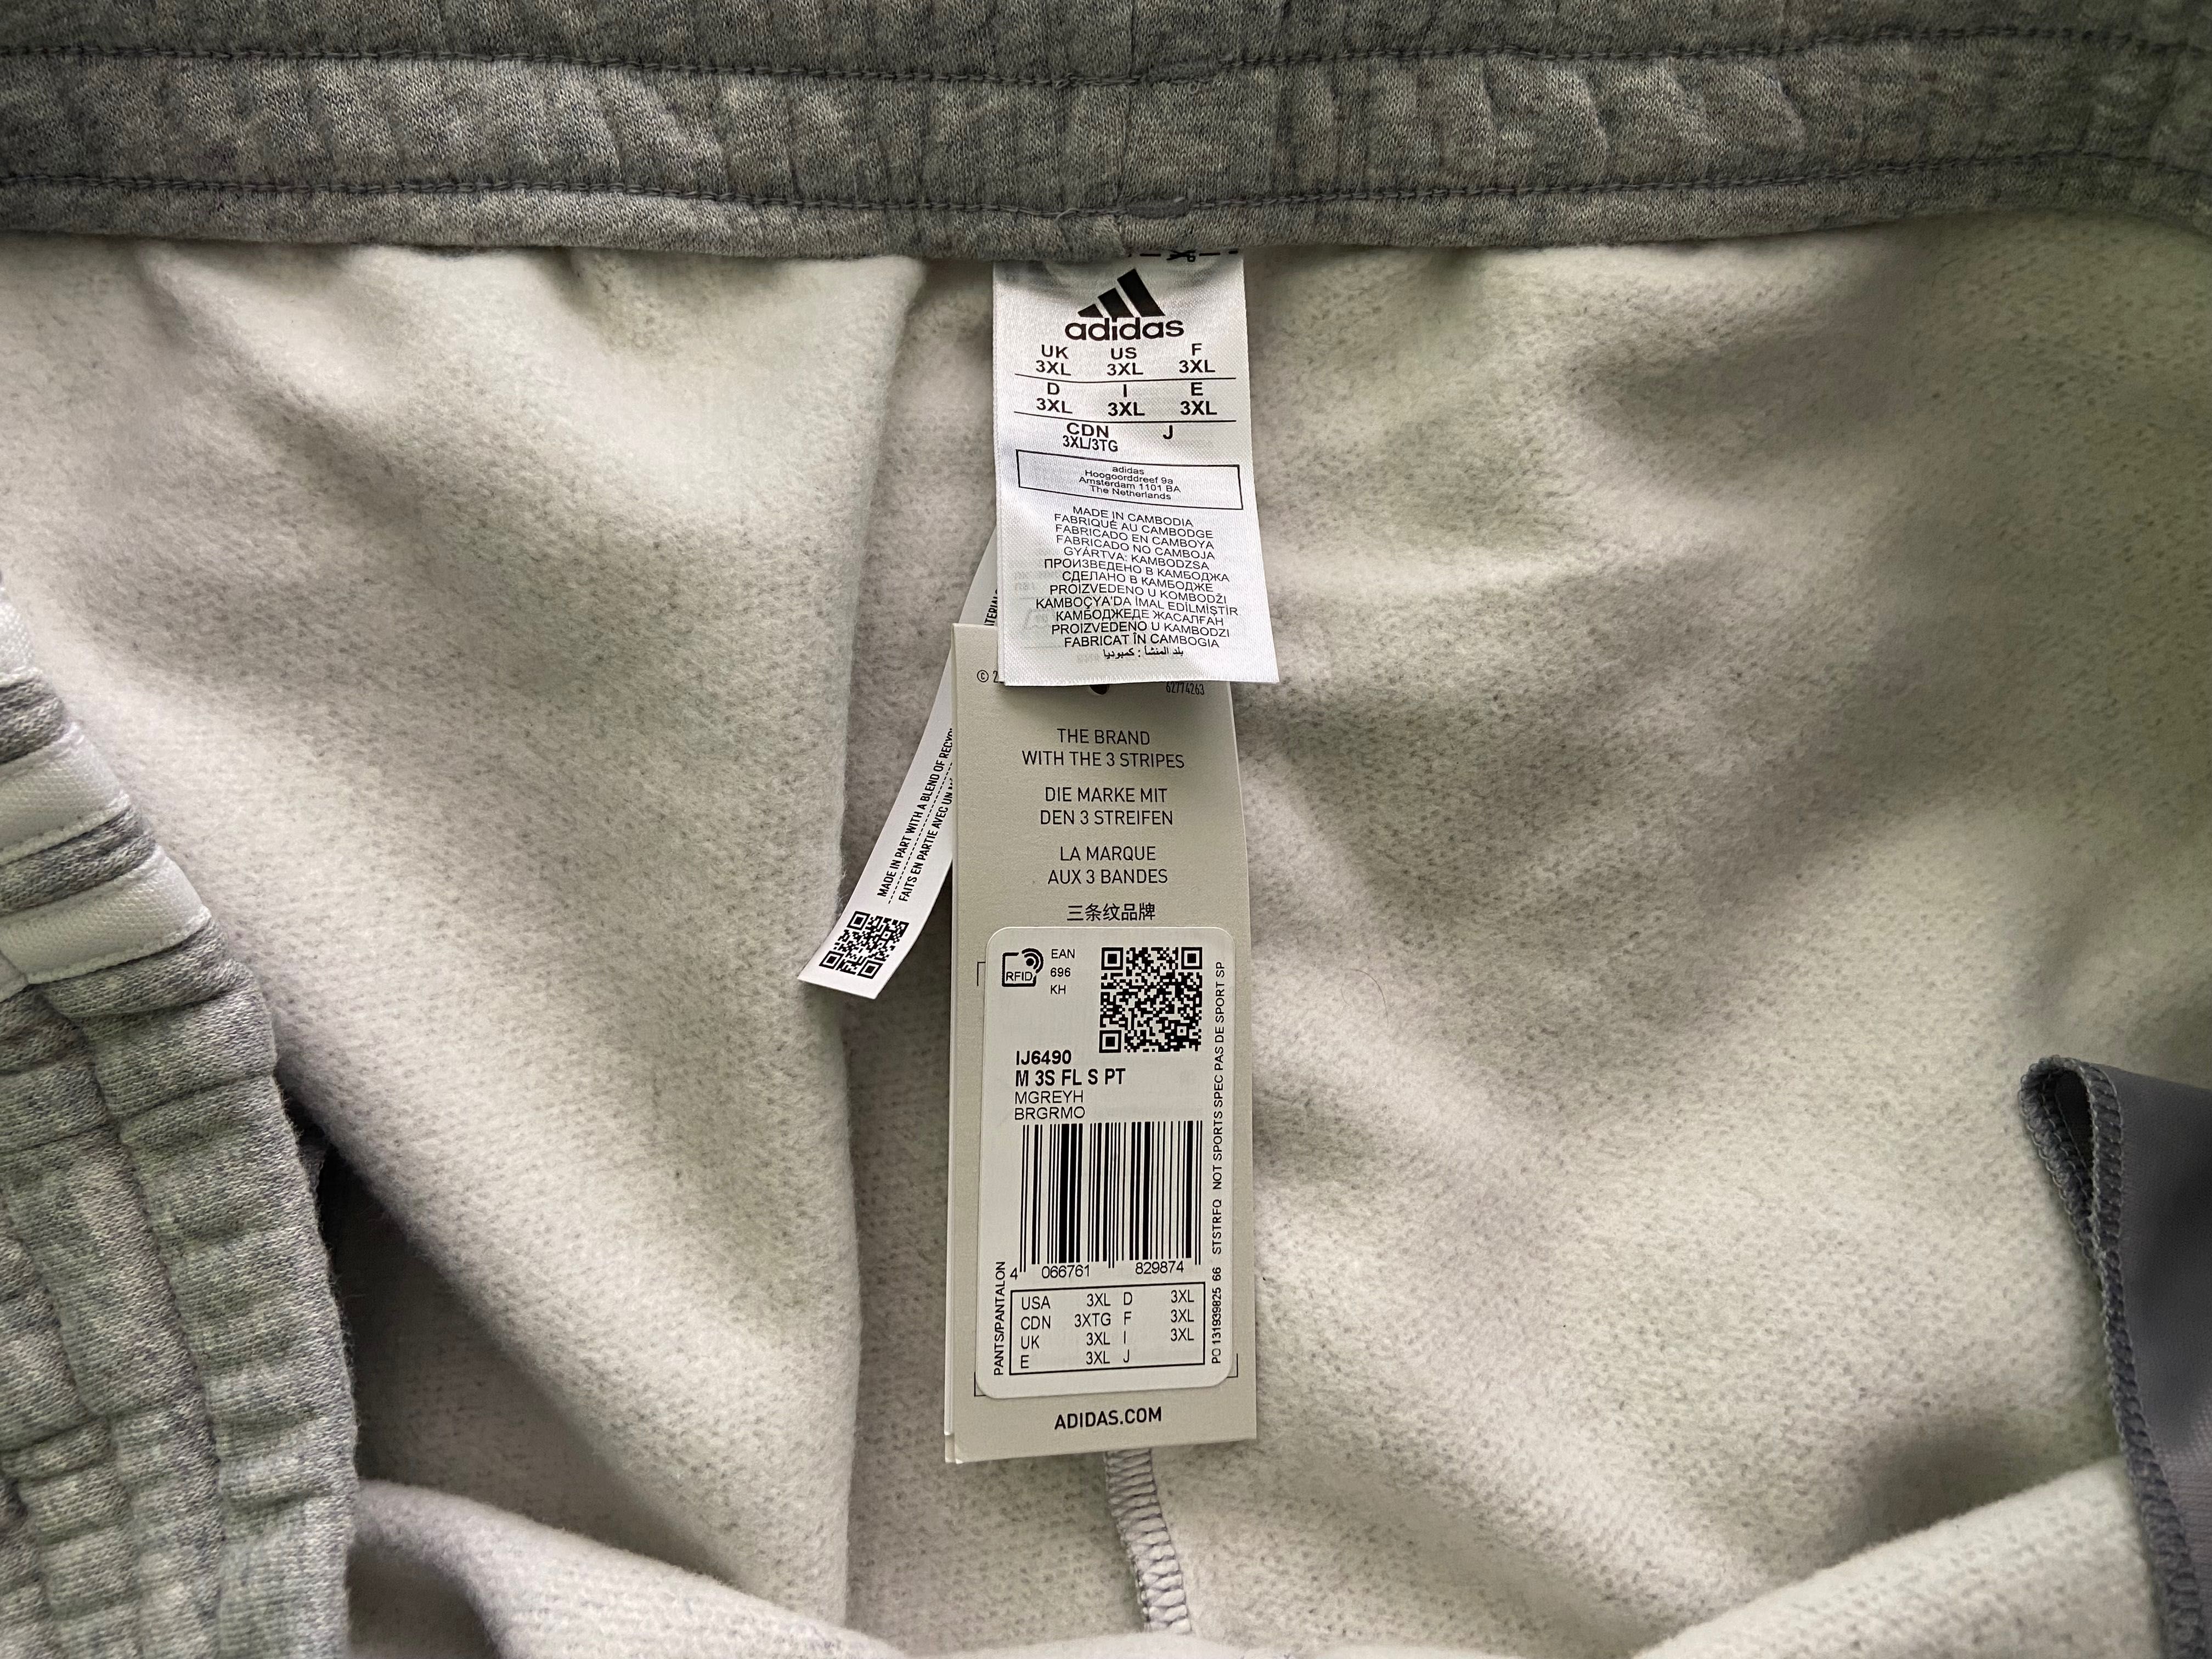 adidas
UK US F
3XL 3XL 3XL
D I E
3XL 3XL 3XL
CDN J
3XL/3TG
adidas
Hoogoorddreef 9a
Amsterdam 1101 BA
The Netherlands
MADE IN CAMBODIA
FABRIQUÉ AU CAMBODGE
FABRICADO EN CAMBOYA
FABRICADO NO CAMBOJA
GYÁRTVA: KAMBODZSA
ПРОИЗВЕДЕНО В КАМБОДЖА
СДЕЛАНО В КАМБОДЖЕ
PROIZVEDENO U KOMBODŽI
KAMBOÇYA'DA İMAL EDİLMİŞTİR
КАМБОДЖЕДЕ ЖАСАЛҒАН
PROIZVEDENO U KAMBODZI
FABRICAT ÎN CAMBOGIA
بلد المنشأ : كمبوديا
© 2
62774263
THE BRAND
WITH THE 3 STRIPES
DIE MARKE MIT
DEN 3 STREIFEN
LA MARQUE
AUX 3 BANDES
三条纹品牌
MADE IN PART WITH A BLEND OF
FAITS EN PARTIE AVEC UN
RFID
EAN
696
KH
IJ6490
M 3S FL S PT
MGREYH
BRGRMO
4 066761 829874
PANTS/PANTALON
USA 3XL D 3XL
CDN 3XTG F 3XL
UK 3XL I 3XL
E 3XL J
PO 131939825 66 STSTRFQ NOT SPORTS SPEC PAS DE SPORT SP
ADIDAS.COM